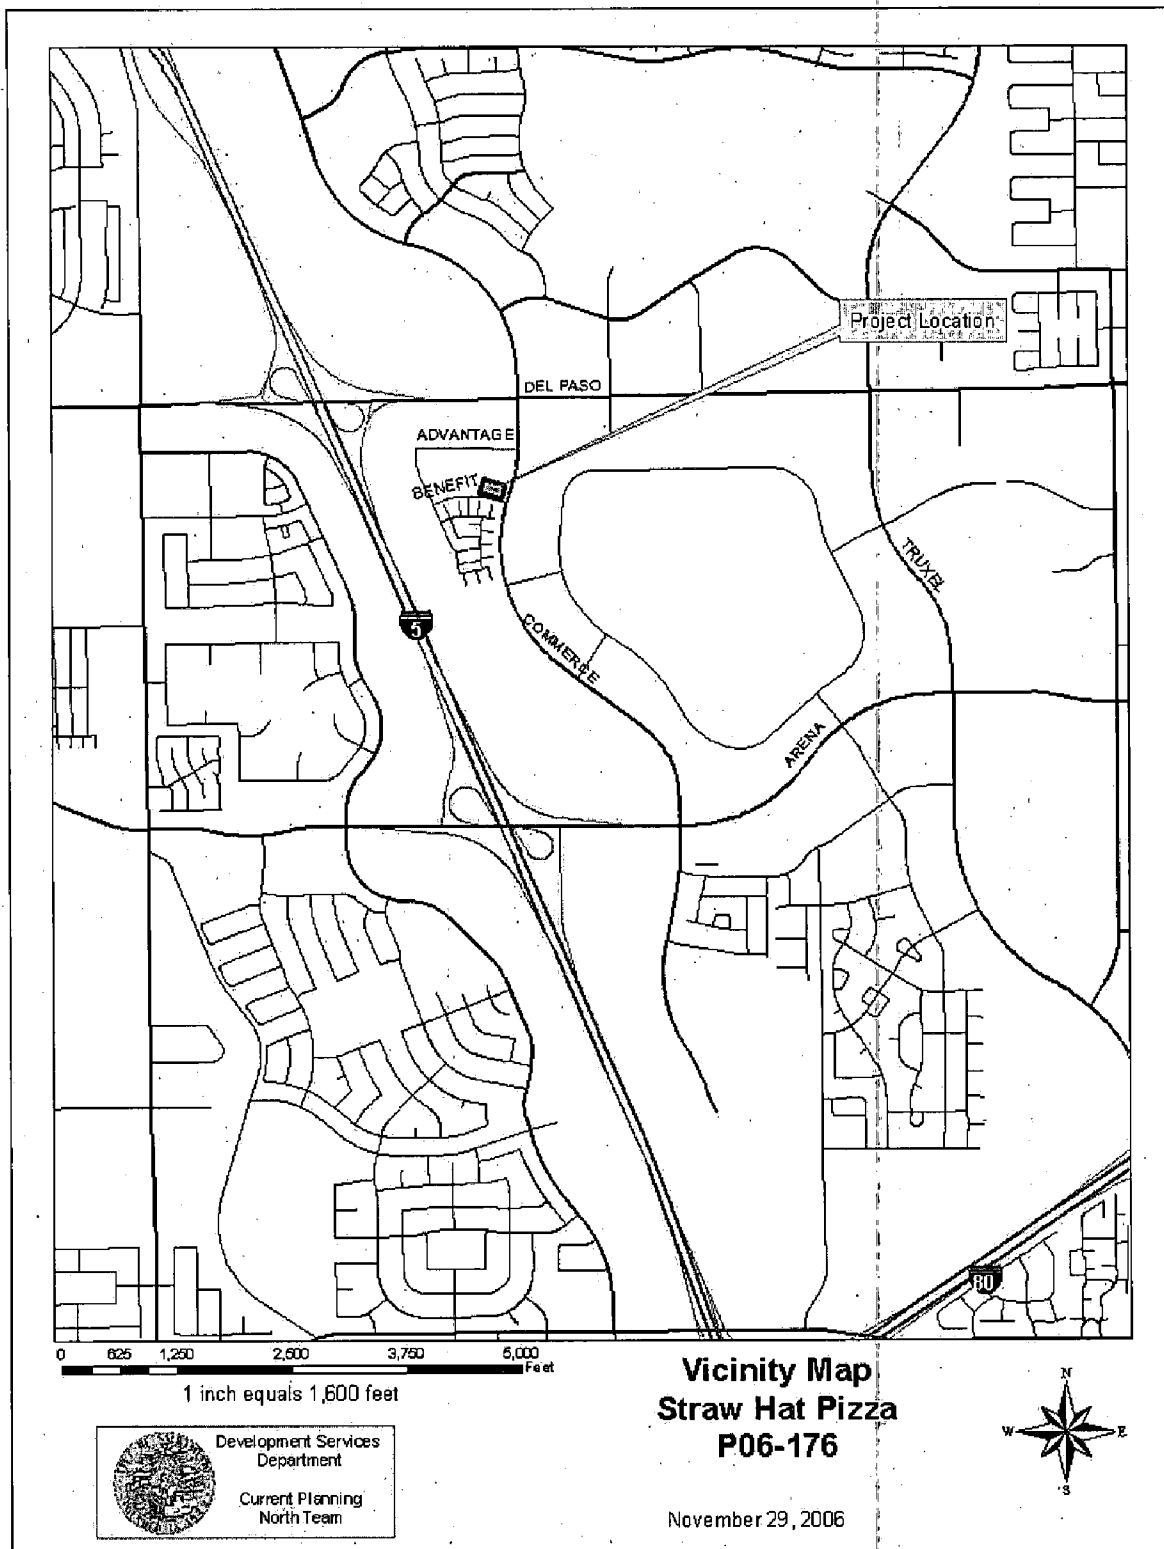 Project Location
DEL PASO
ADVANTAGE
BENEFIT
TRUXEL
5
COMMERCE
ARENA
80
0 625 1,250 2,500 3,750 5,000
Feet
1 inch equals 1,600 feet
Vicinity Map
Straw Hat Pizza
P06-176
N
W E
S
Development Services
Department
Current Planning
North Team
November 29, 2006